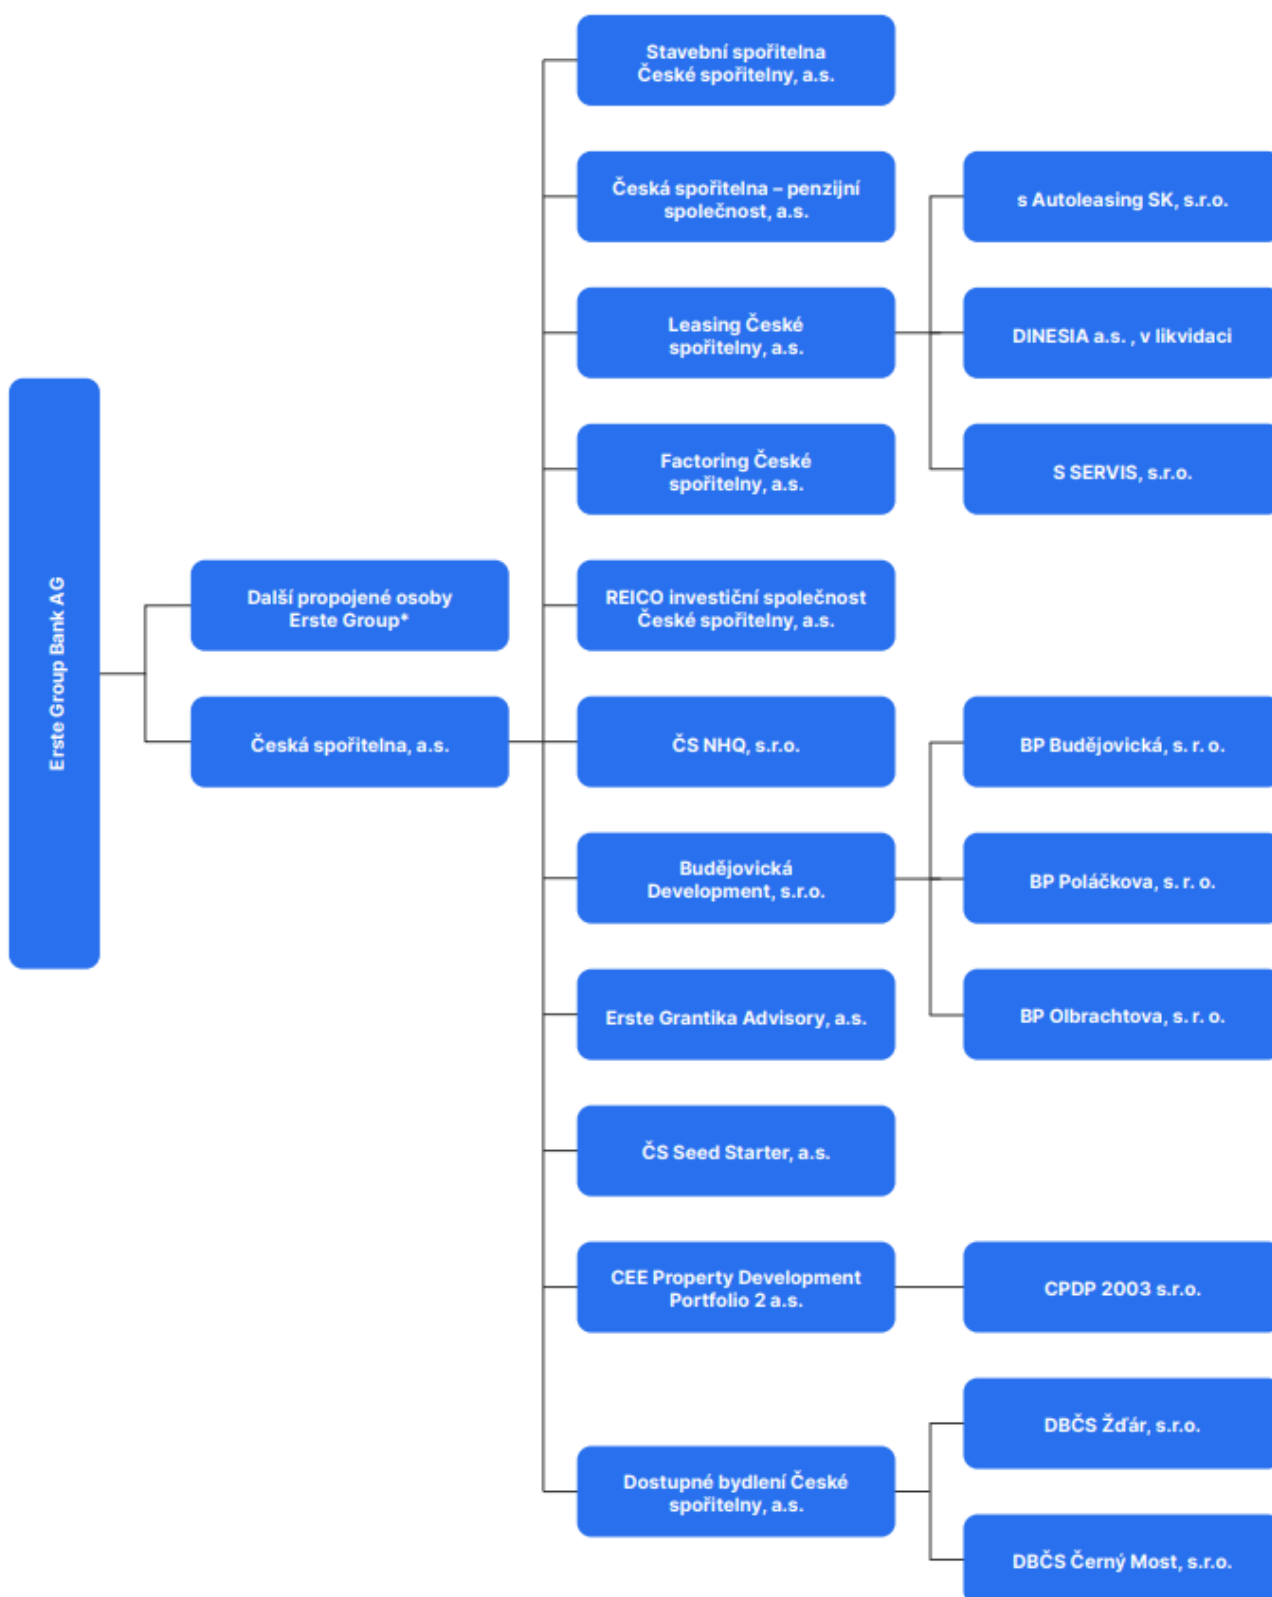 Stavební spořitelna
České spořitelny, a.s.
Česká spořitelna – penzijní
společnost, a.s.
s Autoleasing SK, s.r.o.
Leasing České
spořitelny, a.s.
DINESIA a.s. , v likvidaci
Factoring České
spořitelny, a.s.
S SERVIS, s.r.o.
Erste Group Bank AG
Další propojené osoby
Erste Group*
REICO investiční společnost
České spořitelny, a.s.
Česká spořitelna, a.s.
ČS NHQ, s.r.o.
BP Budějovická, s. r. o.
Budějovická
Development, s.r.o.
BP Poláčkova, s. r. o.
Erste Grantika Advisory, a.s.
BP Olbrachtova, s. r. o.
ČS Seed Starter, a.s.
CEE Property Development
Portfolio 2 a.s.
CPDP 2003 s.r.o.
DBČS Žďár, s.r.o.
Dostupné bydlení České
spořitelny, a.s.
DBČS Černý Most, s.r.o.